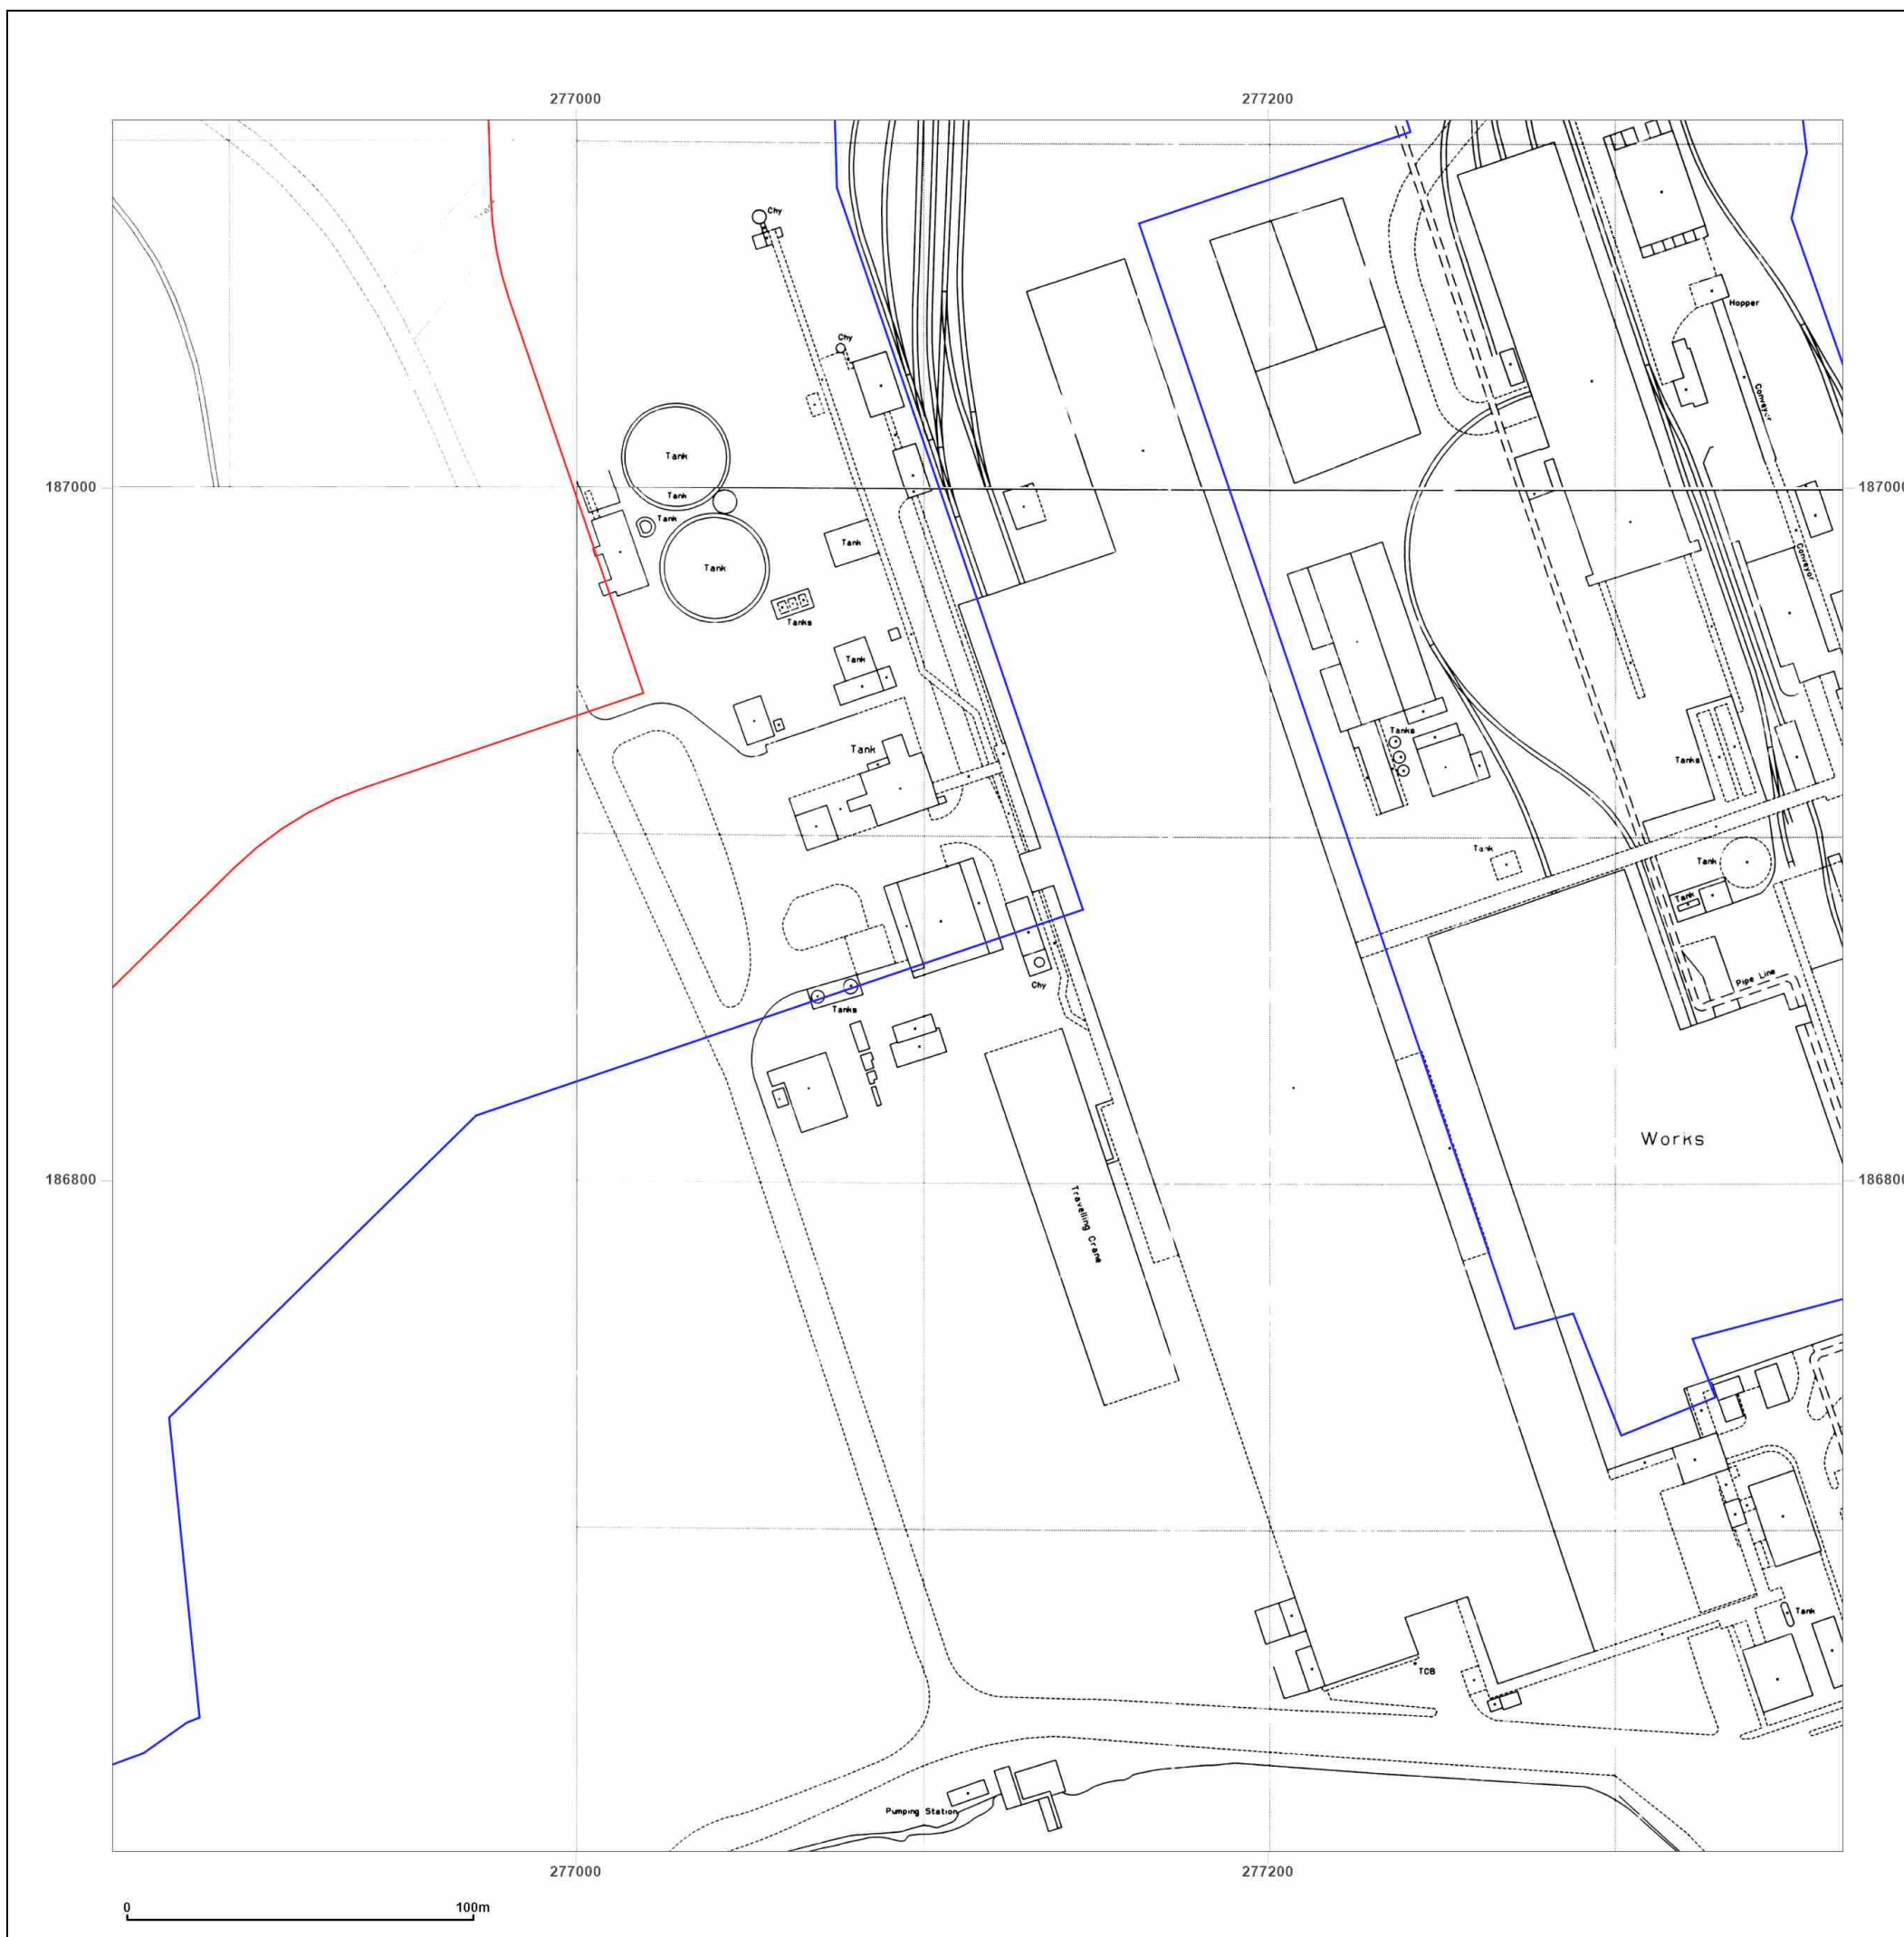 277000
277200
Track
Chy
Hopper
Chy
Conveyor
Tank
187000
187000
Tank
Tank
Tank
Conveyor
Tank
Tanks
Tank
Tanks
Tank
Tanks
Tank
Tank
Tank
Pipe Line
Chy
Tanks
Works
186800
186800
Travelling Crane
Tank
TCB
Pumping Station
277000
277200
0
100m